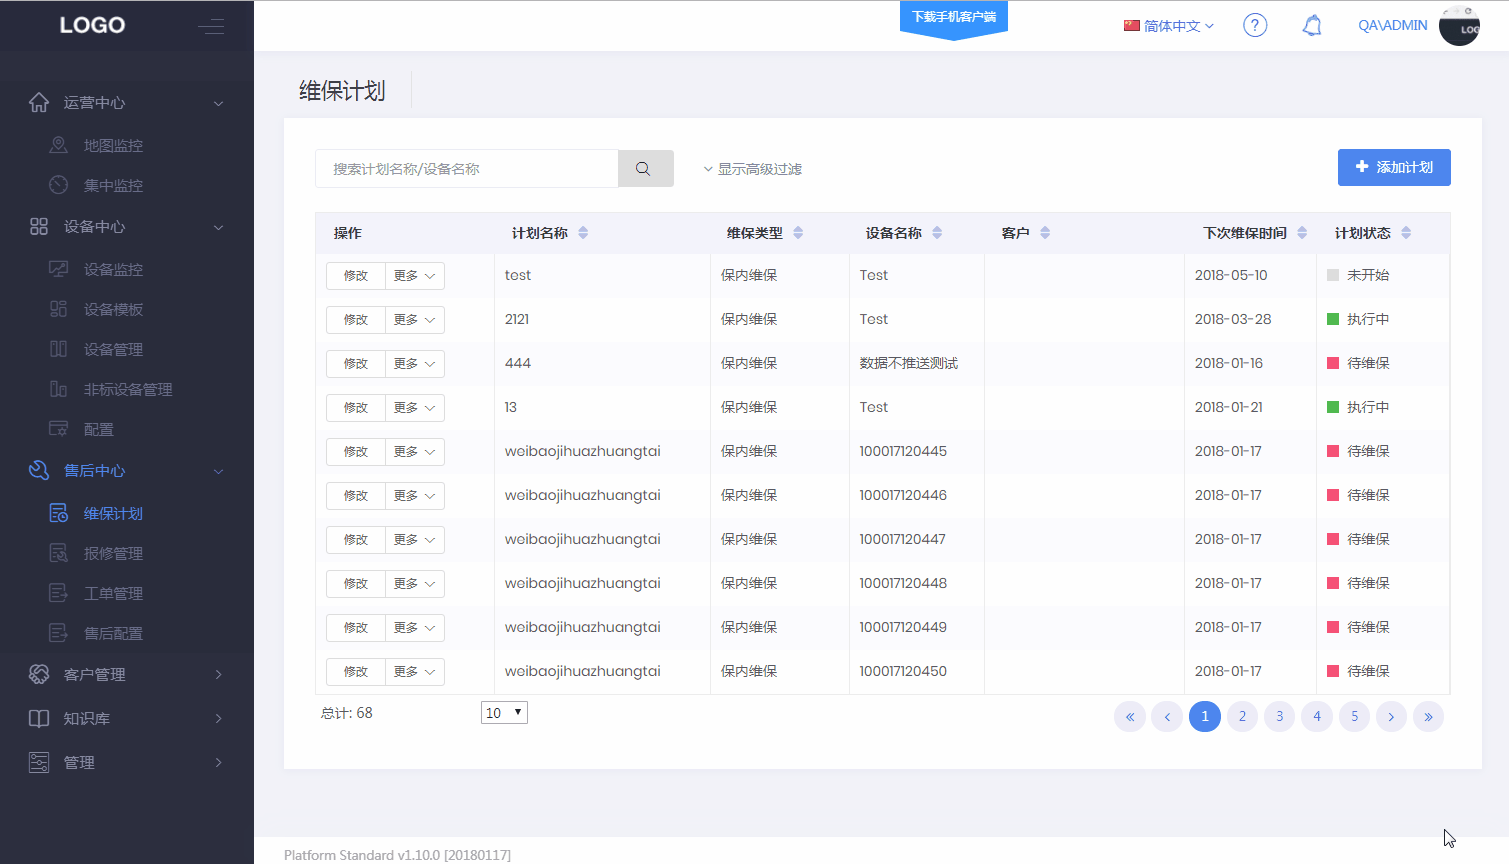 LOGO
下载手机客户端
简体中文
QA\ADMIN
运营中心
地图监控
集中监控
设备中心
设备监控
设备模板
设备管理
非标设备管理
配置
售后中心
维保计划
报修管理
工单管理
售后配置
客户管理
知识库
管理
维保计划
搜索计划名称/设备名称
显示高级过滤
添加计划
操作 计划名称 维保类型 设备名称 客户 下次维保时间 计划状态
修改 更多 test 保内维保 Test 2018-05-10 未开始
修改 更多 2121 保内维保 Test 2018-03-28 执行中
修改 更多 444 保内维保 数据不推送测试 2018-01-16 待维保
修改 更多 13 保内维保 Test 2018-01-21 执行中
修改 更多 weibaojihuazhuangtai 保内维保 100017120445 2018-01-17 待维保
修改 更多 weibaojihuazhuangtai 保内维保 100017120446 2018-01-17 待维保
修改 更多 weibaojihuazhuangtai 保内维保 100017120447 2018-01-17 待维保
修改 更多 weibaojihuazhuangtai 保内维保 100017120448 2018-01-17 待维保
修改 更多 weibaojihuazhuangtai 保内维保 100017120449 2018-01-17 待维保
修改 更多 weibaojihuazhuangtai 保内维保 100017120450 2018-01-17 待维保
总计: 68 10 « ‹ 1 2 3 4 5 › »
Platform Standard v1.10.0 [20180117]